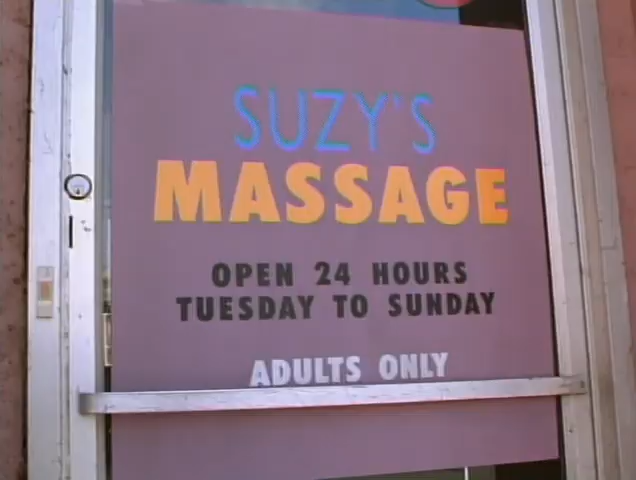 SUZY'S
MASSAGE
OPEN 24 HOURS
TUESDAY TO SUNDAY
ADULTS ONLY